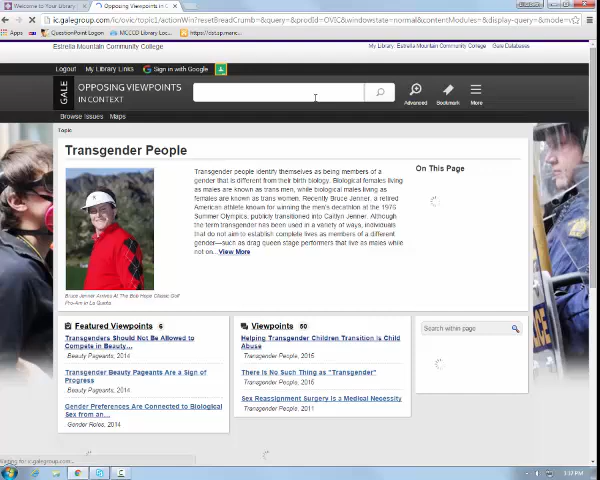 Welcome to Your Library
Opposing Viewpoints in C
ic.galegroup.com/ic/ovic/topic1/actionWin?resetBreadCrumb=&query=&prodId=OVIC&windowstate=normal&contentModules=&display-query=&mode=v
Apps
QuestionPoint Logon
MCCCD Library Loc
https://dist.ap.maric
Estrella Mountain Community College
My Library, Estrella Mountain Community College
Gale Databases
Logout
My Library Links
Sign in with Google
GALE
OPPOSING VIEWPOINTS
IN CONTEXT
Advanced
Bookmark
More
Browse Issues
Maps
Topic
Transgender People
On This Page
Transgender people identify themselves as being members of a
gender that is different from their birth biology. Biological females living
as males are known as trans men, while biological males living as
females are known as trans women. Recently Bruce Jenner, a retired
American athlete known for winning the men's decathlon at the 1976
Summer Olympics, publicly transitioned into Caitlyn Jenner. Although
the term transgender has been used in a variety of ways, individuals
that do not aim to establish complete lives as members of a different
gender—such as drag queen stage performers that live as males while
not on... View More
Bruce Jenner Arrives At The Bob Hope Classic Golf
Pro-Am in La Quinta.
Featured Viewpoints 6
Transgenders Should Not Be Allowed to
Compete in Beauty…
Beauty Pageants, 2014
Transgender Beauty Pageants Are a Sign of
Progress
Beauty Pageants, 2014
Gender Preferences Are Connected to Biological
Sex from an…
Gender Roles, 2014
Viewpoints 50
Helping Transgender Children Transition Is Child
Abuse
Transgender People, 2015
There Is No Such Thing as "Transgender"
Transgender People, 2016
Sex Reassignment Surgery Is a Medical Necessity
Transgender People, 2011
Search within page
Waiting for ic.galegroup.com...
3:37 PM